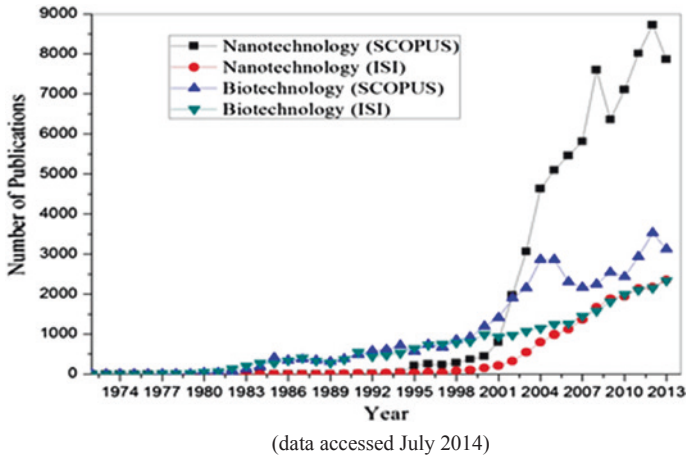 9000
8000
7000
6000
5000
4000
3000
2000
1000
0
Number of Publications
Nanotechnology (SCOPUS)
Nanotechnology (ISI)
Biotechnology (SCOPUS)
Biotechnology (ISI)
1974 1977 1980 1983 1986 1989 1992 1995 1998 2001 2004 2007 2010 2013
Year
(data accessed July 2014)